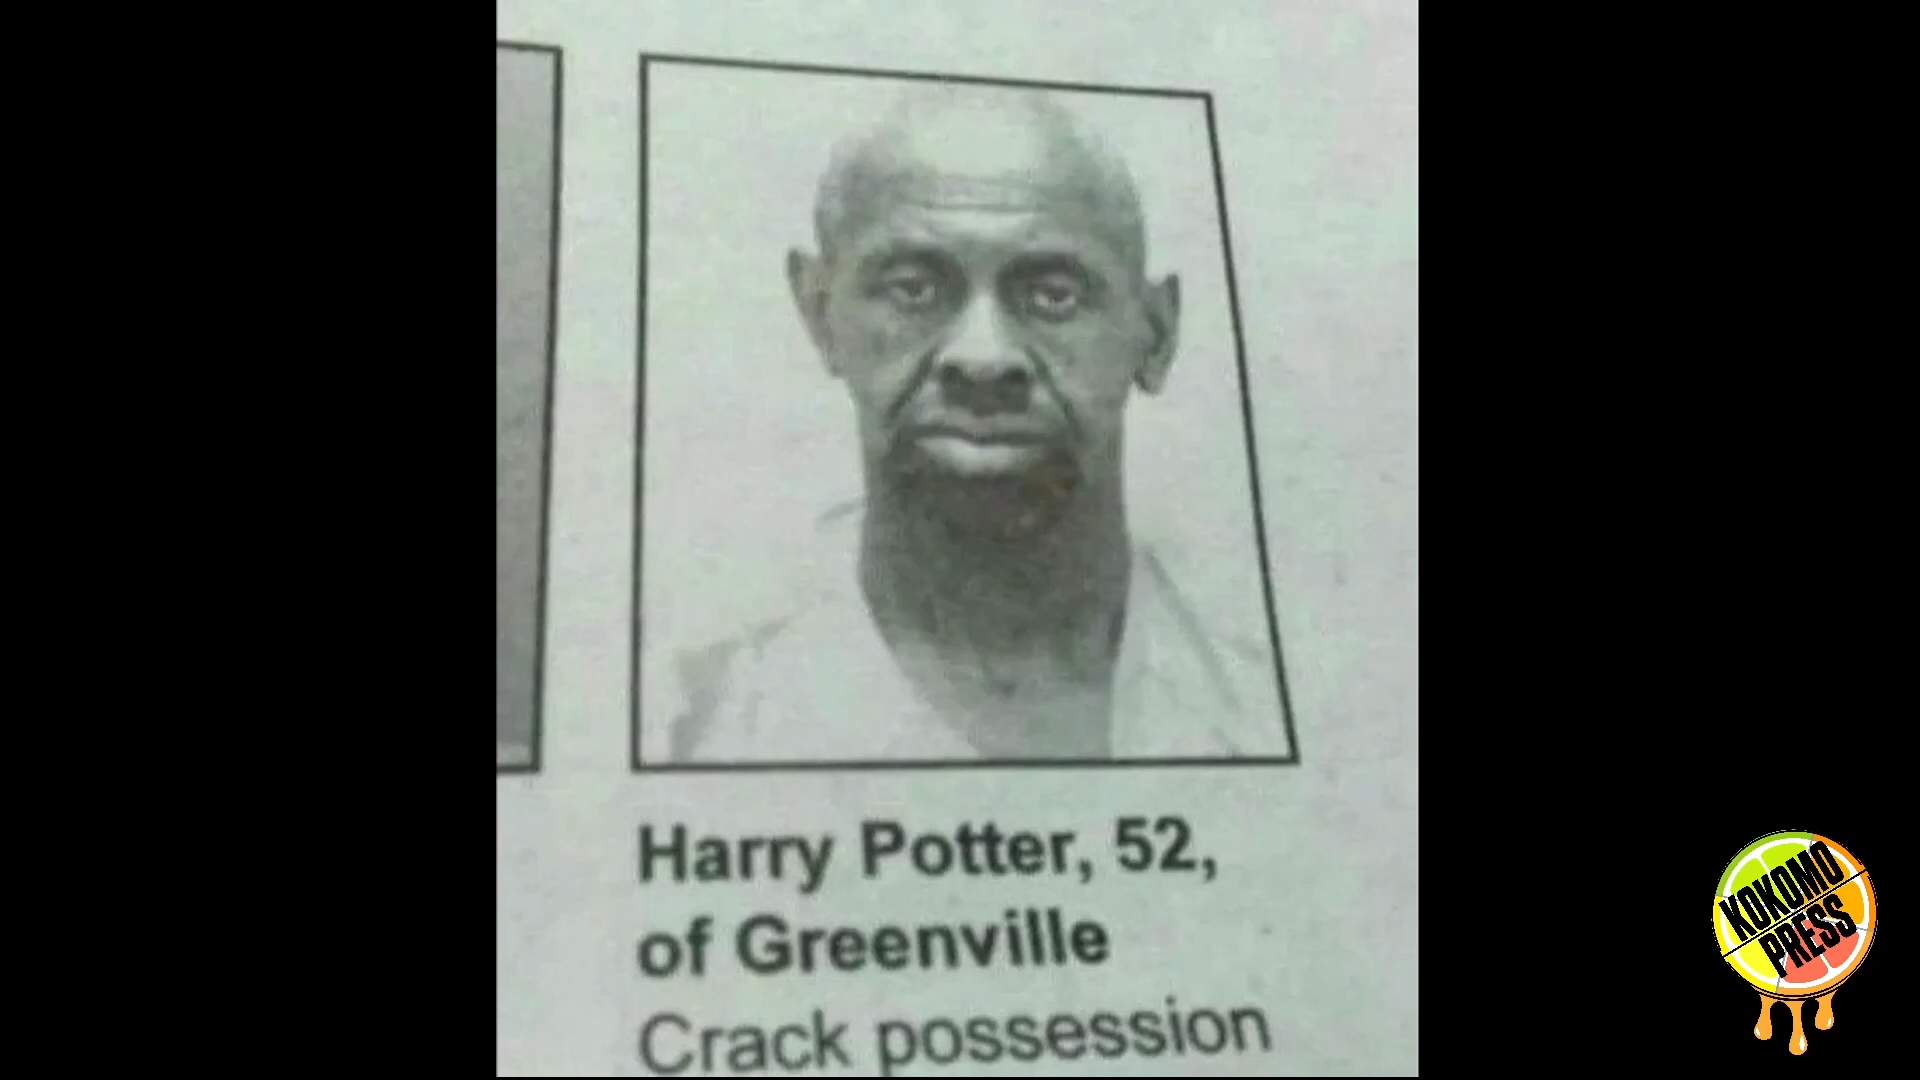 Harry Potter, 52,
of Greenville
Crack possession
KOKOMO
PRESS